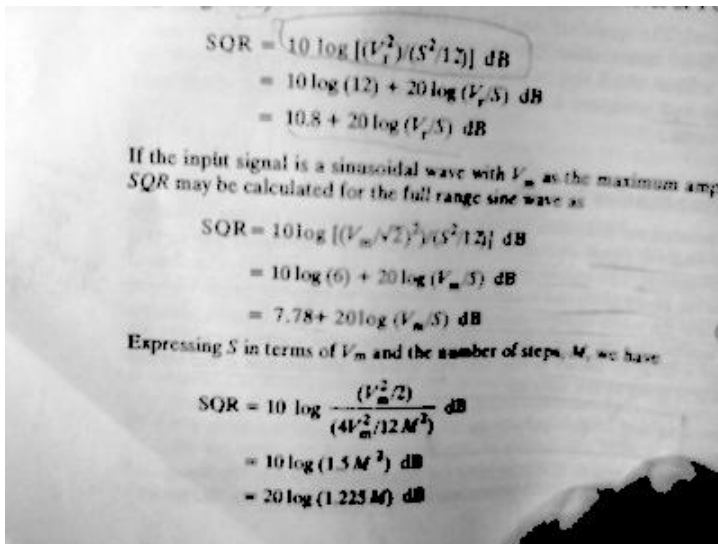 SQR = 10 log [(V_r^2)/(S^2/12)] dB
= 10 log (12) + 20 log (V_r/S) dB
= 10.8 + 20 log (V_r/S) dB
If the input signal is a sinusoidal wave with V_m as the maximum amp
SQR may be calculated for the full range sine wave as
SQR = 10 log [(V_m/√2)^2)/(S^2/12)] dB
= 10 log (6) + 20 log (V_m/S) dB
= 7.78+ 20 log (V_m/S) dB
Expressing S in terms of V_m and the number of steps, M, we have
SQR = 10 log (V_m^2/2) / (4V_m^2/12 M^2) dB
= 10 log (1.5 M^2) dB
= 20 log (1.225 M) dB